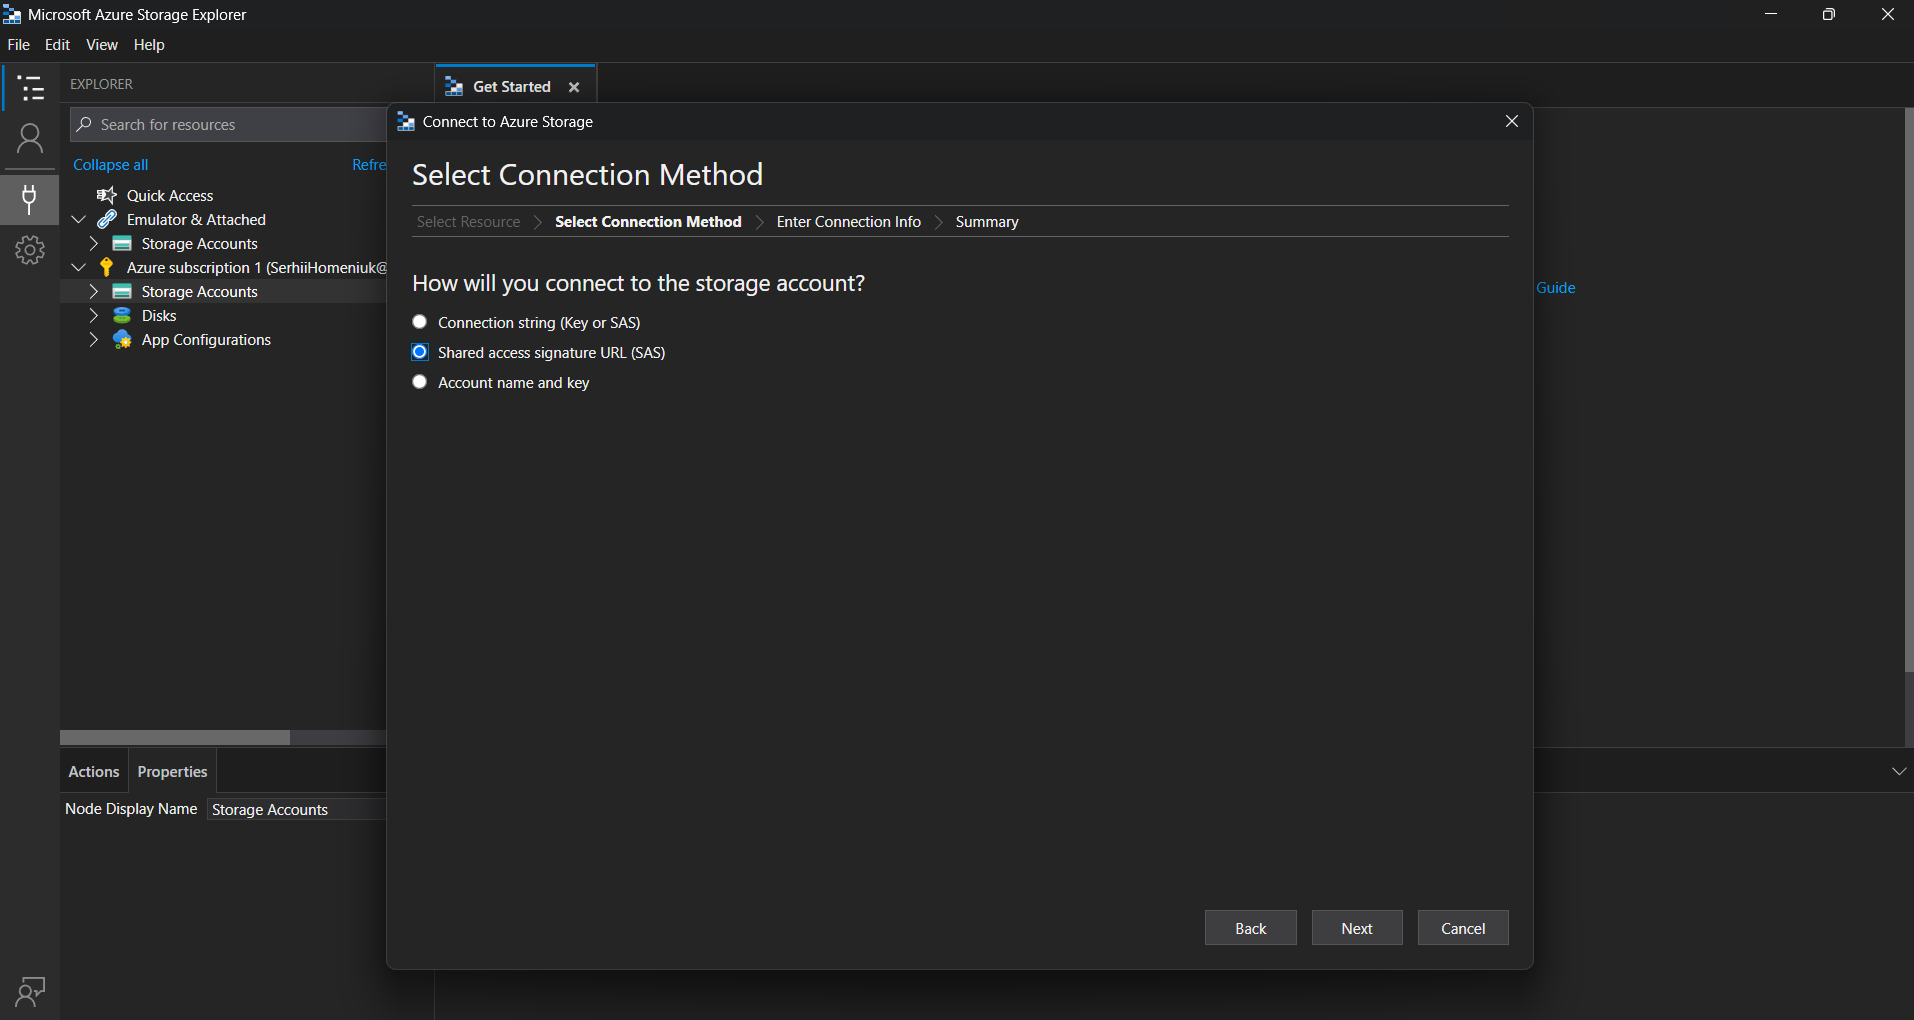 Microsoft Azure Storage Explorer
File Edit View Help
EXPLORER
Get Started
Search for resources
Collapse all Refre
Quick Access
Emulator & Attached
Storage Accounts
Azure subscription 1 (SerhiiHomeniuk@
Storage Accounts
Disks
App Configurations
Connect to Azure Storage
Select Connection Method
Select Resource Select Connection Method Enter Connection Info Summary
How will you connect to the storage account?
Connection string (Key or SAS)
Shared access signature URL (SAS)
Account name and key
Guide
Back Next Cancel
Actions Properties
Node Display Name Storage Accounts